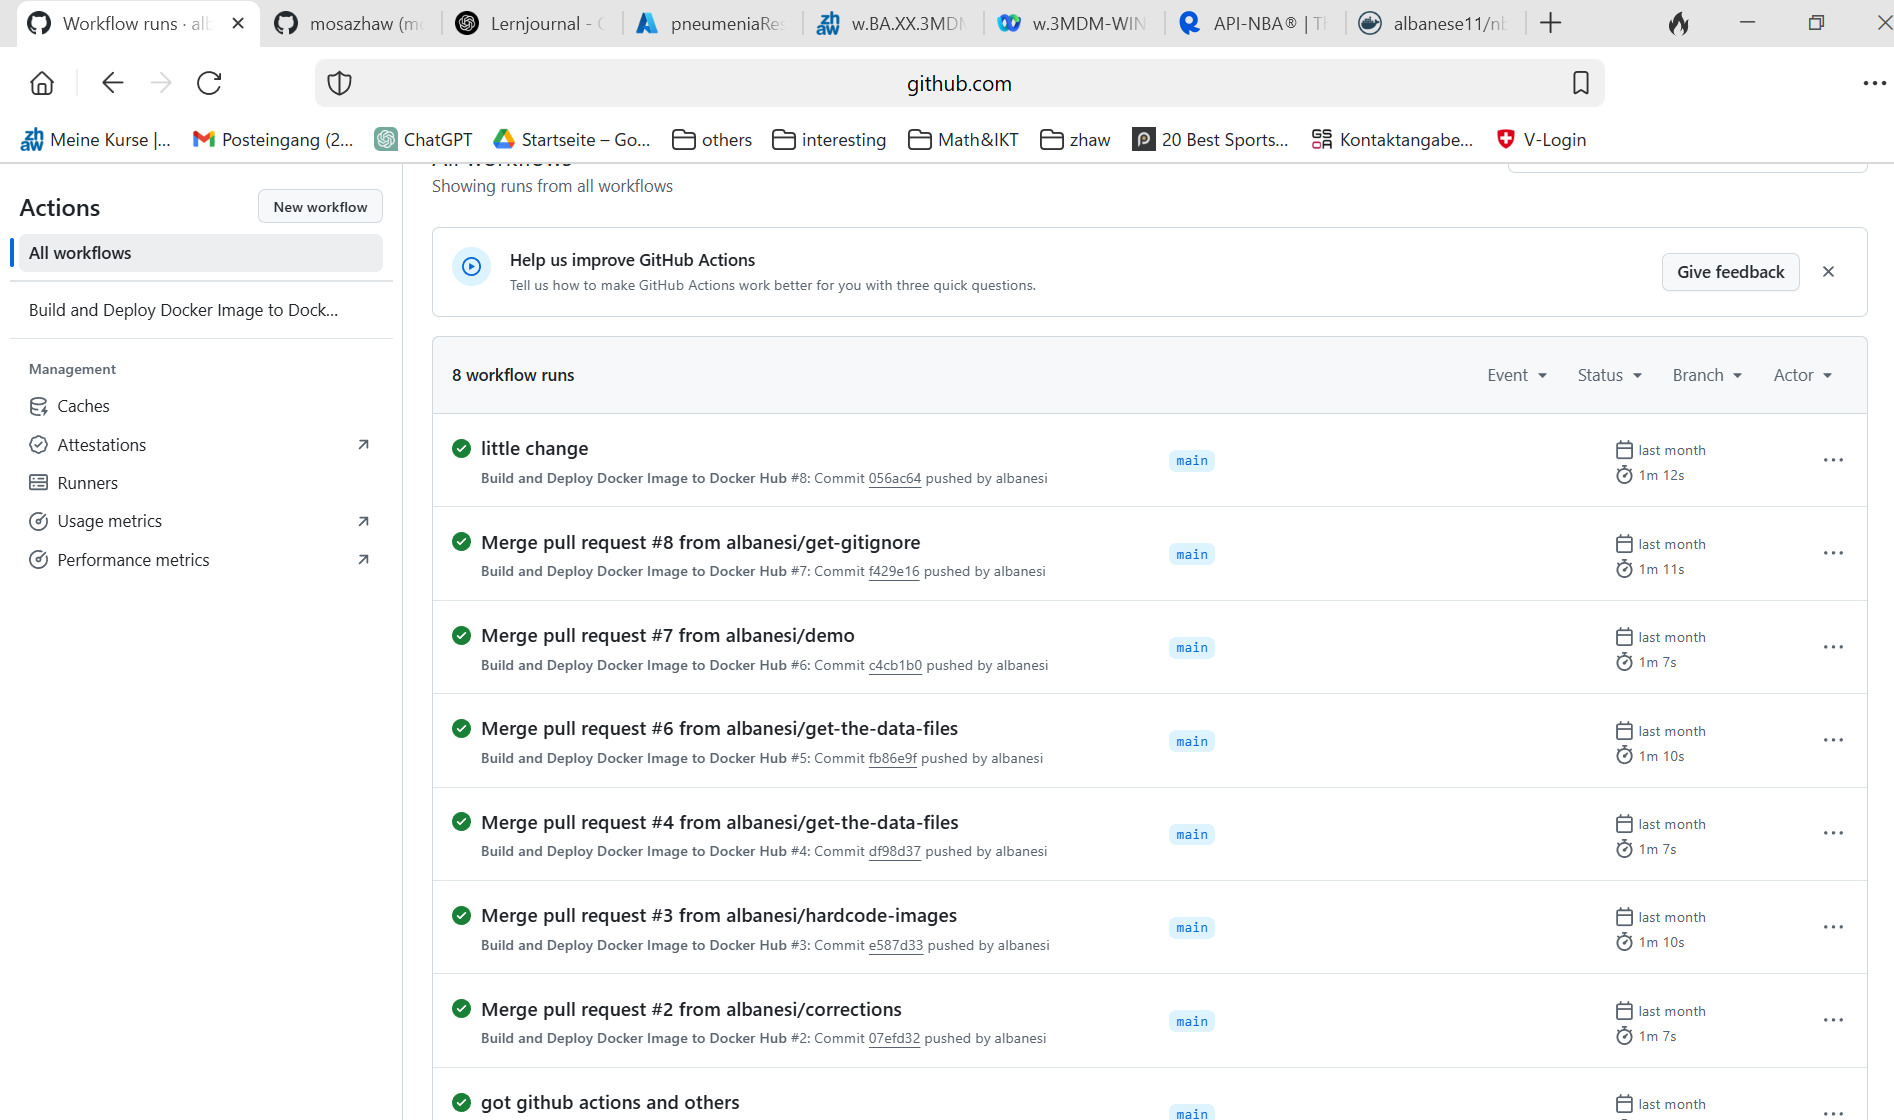 Workflow runs · alb
mosazhaw (mo
Lernjournal - C
pneumeniaRes
w.BA.XX.3MDM
w.3MDM-WIN
API-NBA® | Th
albanese11/nb
github.com
Meine Kurse |...
Posteingang (2...
ChatGPT
Startseite – Go...
others
interesting
Math&IKT
zhaw
20 Best Sports...
Kontaktangabe...
V-Login
Actions
New workflow
All workflows
Build and Deploy Docker Image to Dock...
Management
Caches
Attestations
Runners
Usage metrics
Performance metrics
All workflows
Showing runs from all workflows
Help us improve GitHub Actions
Tell us how to make GitHub Actions work better for you with three quick questions.
Give feedback
8 workflow runs
Event
Status
Branch
Actor
little change
Build and Deploy Docker Image to Docker Hub #8: Commit 056ac64 pushed by albanesi
main
last month
1m 12s
Merge pull request #8 from albanesi/get-gitignore
Build and Deploy Docker Image to Docker Hub #7: Commit f429e16 pushed by albanesi
main
last month
1m 11s
Merge pull request #7 from albanesi/demo
Build and Deploy Docker Image to Docker Hub #6: Commit c4cb1b0 pushed by albanesi
main
last month
1m 7s
Merge pull request #6 from albanesi/get-the-data-files
Build and Deploy Docker Image to Docker Hub #5: Commit fb86e9f pushed by albanesi
main
last month
1m 10s
Merge pull request #4 from albanesi/get-the-data-files
Build and Deploy Docker Image to Docker Hub #4: Commit df98d37 pushed by albanesi
main
last month
1m 7s
Merge pull request #3 from albanesi/hardcode-images
Build and Deploy Docker Image to Docker Hub #3: Commit e587d33 pushed by albanesi
main
last month
1m 10s
Merge pull request #2 from albanesi/corrections
Build and Deploy Docker Image to Docker Hub #2: Commit 07efd32 pushed by albanesi
main
last month
1m 7s
got github actions and others
main
last month